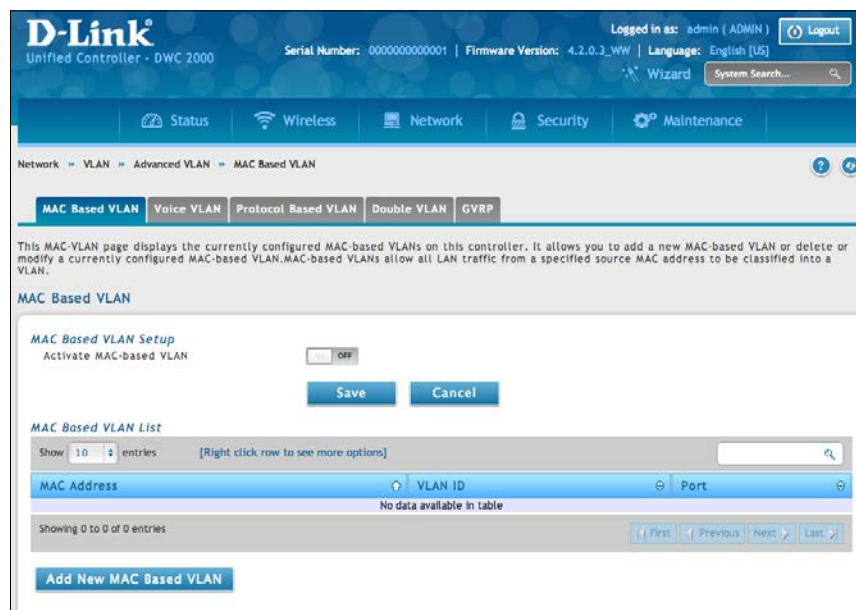 D-Link
Unified Controller - DWC 2000
Logged in as: admin ( ADMIN )
Logout
Serial Number: 0000000000001 | Firmware Version: 4.2.0.3_WW | Language: English [US]
Wizard
System Search...
Status
Wireless
Network
Security
Maintenance
Network » VLAN » Advanced VLAN » MAC Based VLAN
?
MAC Based VLAN
Voice VLAN
Protocol Based VLAN
Double VLAN
GVRP
This MAC-VLAN page displays the currently configured MAC-based VLANs on this controller. It allows you to add a new MAC-based VLAN or delete or
modify a currently configured MAC-based VLAN.MAC-based VLANs allow all LAN traffic from a specified source MAC address to be classified into a
VLAN.
MAC Based VLAN
MAC Based VLAN Setup
Activate MAC-based VLAN
OFF
Save
Cancel
MAC Based VLAN List
Show 10 entries
[Right click row to see more options]
MAC Address
VLAN ID
Port
No data available in table
Showing 0 to 0 of 0 entries
First
Previous
Next
Last
Add New MAC Based VLAN